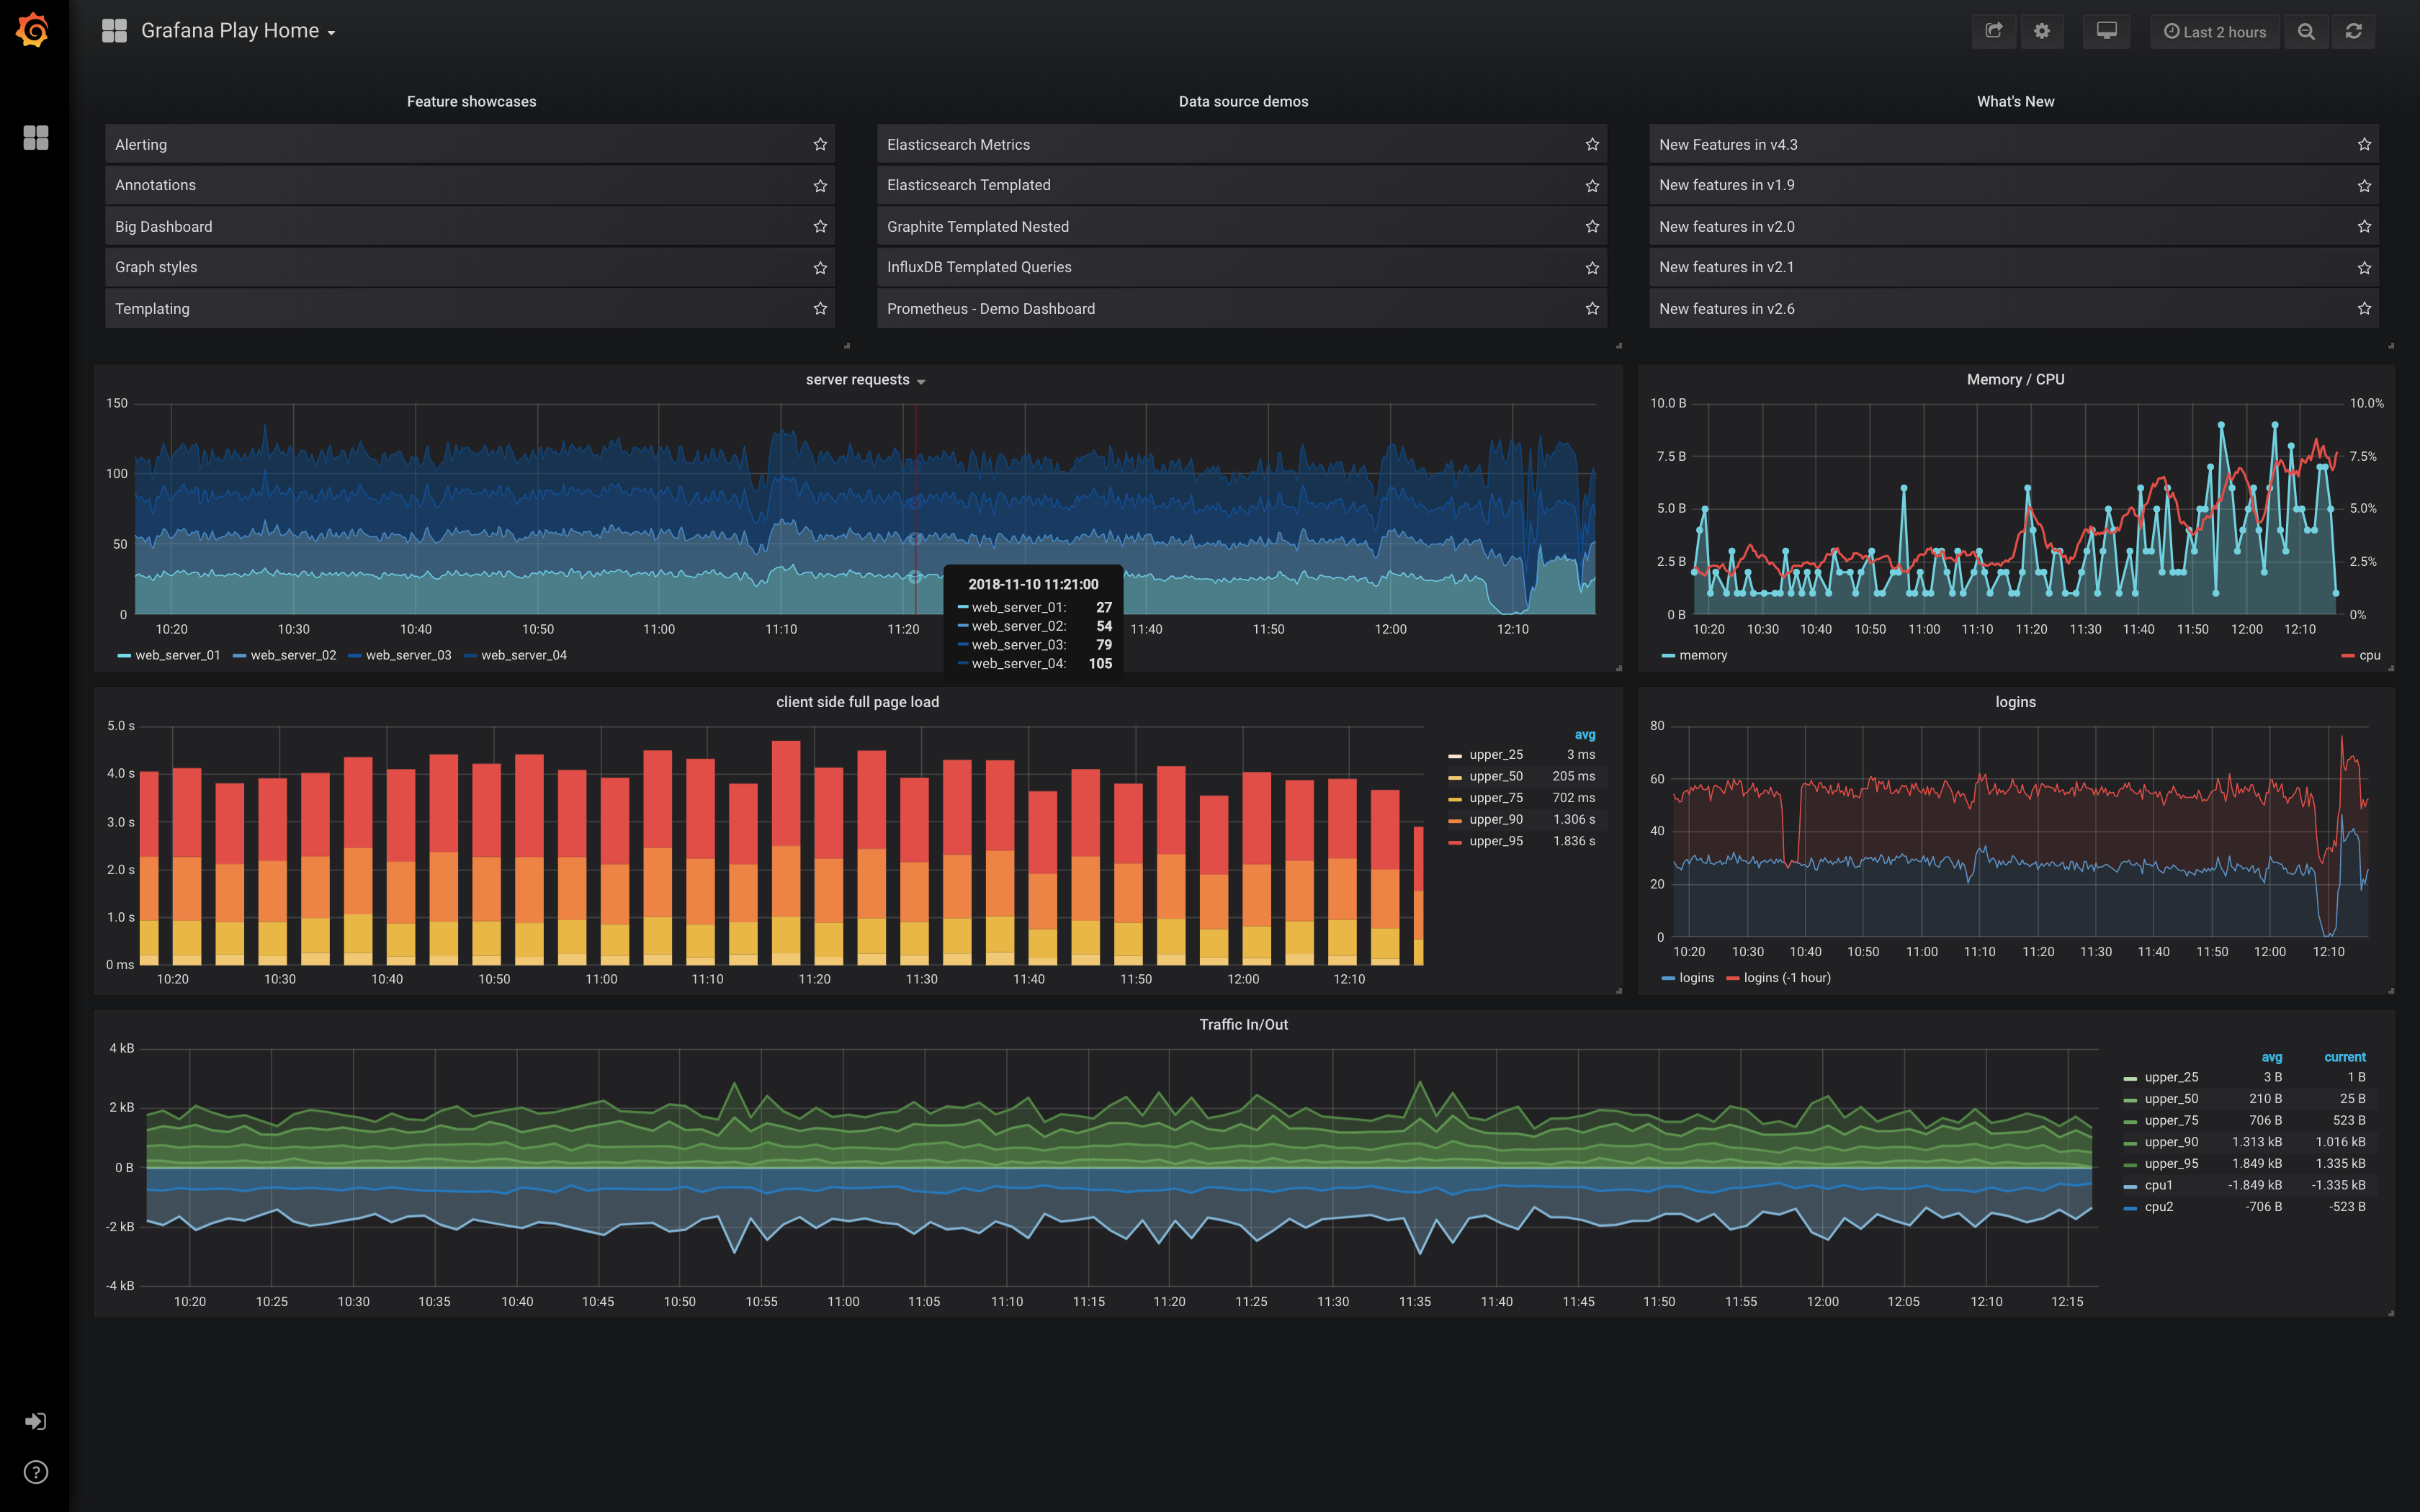 Grafana Play Home
Last 2 hours
Feature showcases
Alerting
Annotations
Big Dashboard
Graph styles
Templating
Data source demos
Elasticsearch Metrics
Elasticsearch Templated
Graphite Templated Nested
InfluxDB Templated Queries
Prometheus - Demo Dashboard
What's New
New Features in v4.3
New features in v1.9
New features in v2.0
New features in v2.1
New features in v2.6
server requests
150
100
50
0
10:20 10:30 10:40 10:50 11:00 11:10 11:20 11:40 11:50 12:00 12:10
web_server_01 web_server_02 web_server_03 web_server_04
2018-11-10 11:21:00
web_server_01: 27
web_server_02: 54
web_server_03: 79
web_server_04: 105
Memory / CPU
10.0 B 10.0%
7.5 B 7.5%
5.0 B 5.0%
2.5 B 2.5%
0 B 0%
10:20 10:30 10:40 10:50 11:00 11:10 11:20 11:30 11:40 11:50 12:00 12:10
memory cpu
client side full page load
5.0 s
4.0 s
3.0 s
2.0 s
1.0 s
0 ms
10:20 10:30 10:40 10:50 11:00 11:10 11:20 11:30 11:40 11:50 12:00 12:10
avg
upper_25 3 ms
upper_50 205 ms
upper_75 702 ms
upper_90 1.306 s
upper_95 1.836 s
logins
80
60
40
20
0
10:20 10:30 10:40 10:50 11:00 11:10 11:20 11:30 11:40 11:50 12:00 12:10
logins logins (-1 hour)
Traffic In/Out
4 kB
2 kB
0 B
-2 kB
-4 kB
10:20 10:25 10:30 10:35 10:40 10:45 10:50 10:55 11:00 11:05 11:10 11:15 11:20 11:25 11:30 11:35 11:40 11:45 11:50 11:55 12:00 12:05 12:10 12:15
avg current
upper_25 3 B 1 B
upper_50 210 B 25 B
upper_75 706 B 523 B
upper_90 1.313 kB 1.016 kB
upper_95 1.849 kB 1.335 kB
cpu1 -1.849 kB -1.335 kB
cpu2 -706 B -523 B
?